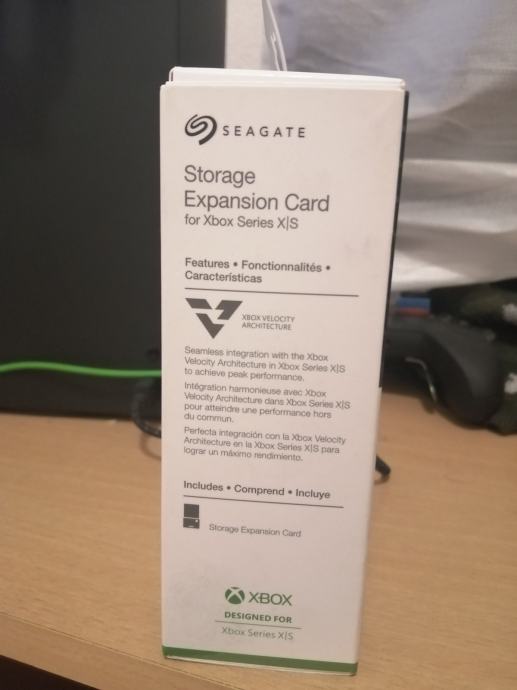 SEAGATE
Storage
Expansion Card
for Xbox Series X|S
Features • Fonctionnalités •
Características
XBOX VELOCITY
ARCHITECTURE
Seamless integration with the Xbox
Velocity Architecture in Xbox Series X|S
to achieve peak performance.
Intégration harmonieuse avec Xbox
Velocity Architecture dans Xbox Series X|S
pour atteindre une performance hors
du commun.
Perfecta integración con la Xbox Velocity
Architecture en la Xbox Series X|S para
lograr un máximo rendimiento.
Includes • Comprend • Incluye
Storage Expansion Card
XBOX
DESIGNED FOR
Xbox Series X|S